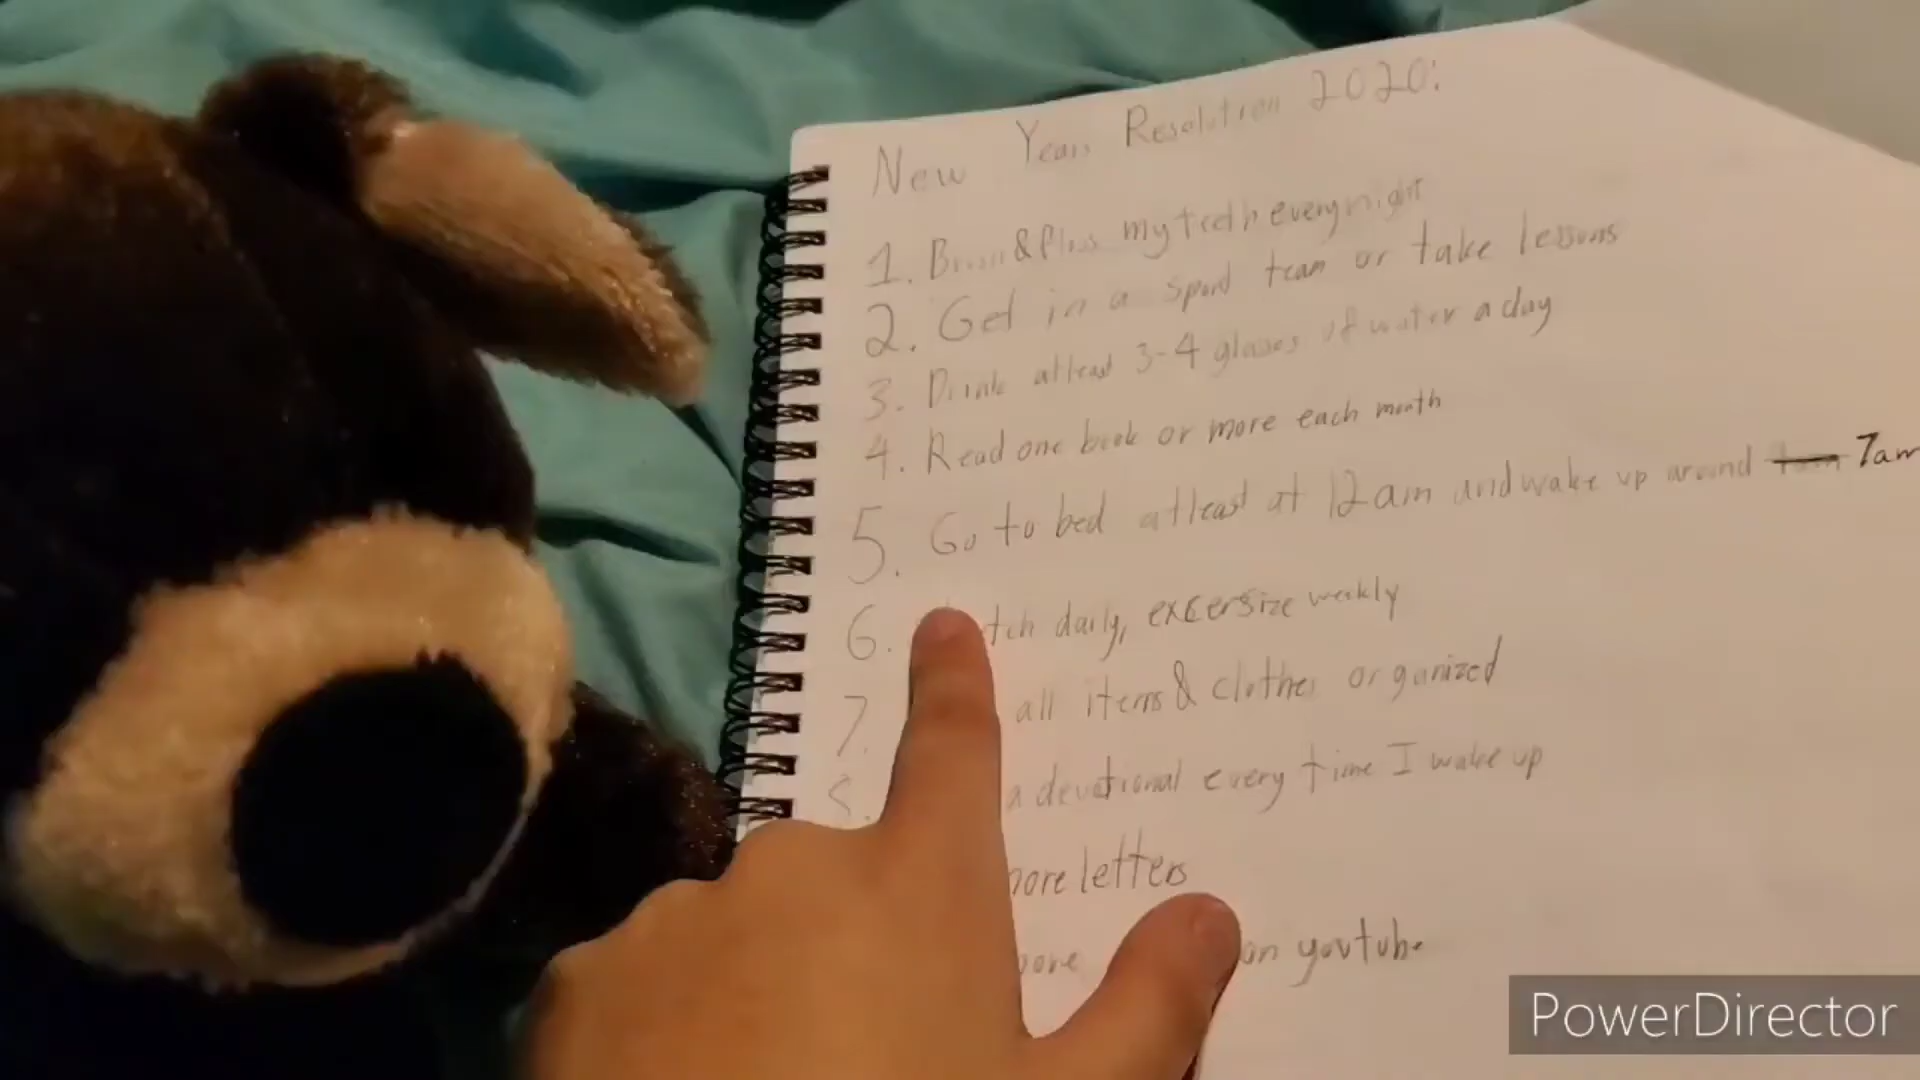 New Years Resolution 2020:
1. Brush & floss my teeth every night
2. Get in a sport team or take lessons
3. Drink atleast 3-4 glasses of water a day
4. Read one book or more each month
5. Go to bed atleast at 12am and wake up around 7am
6. tch daily, excersize weekly
7. all items & clothes organized
8. a devotional every time I wake up
more letters
more on youtube
PowerDirector